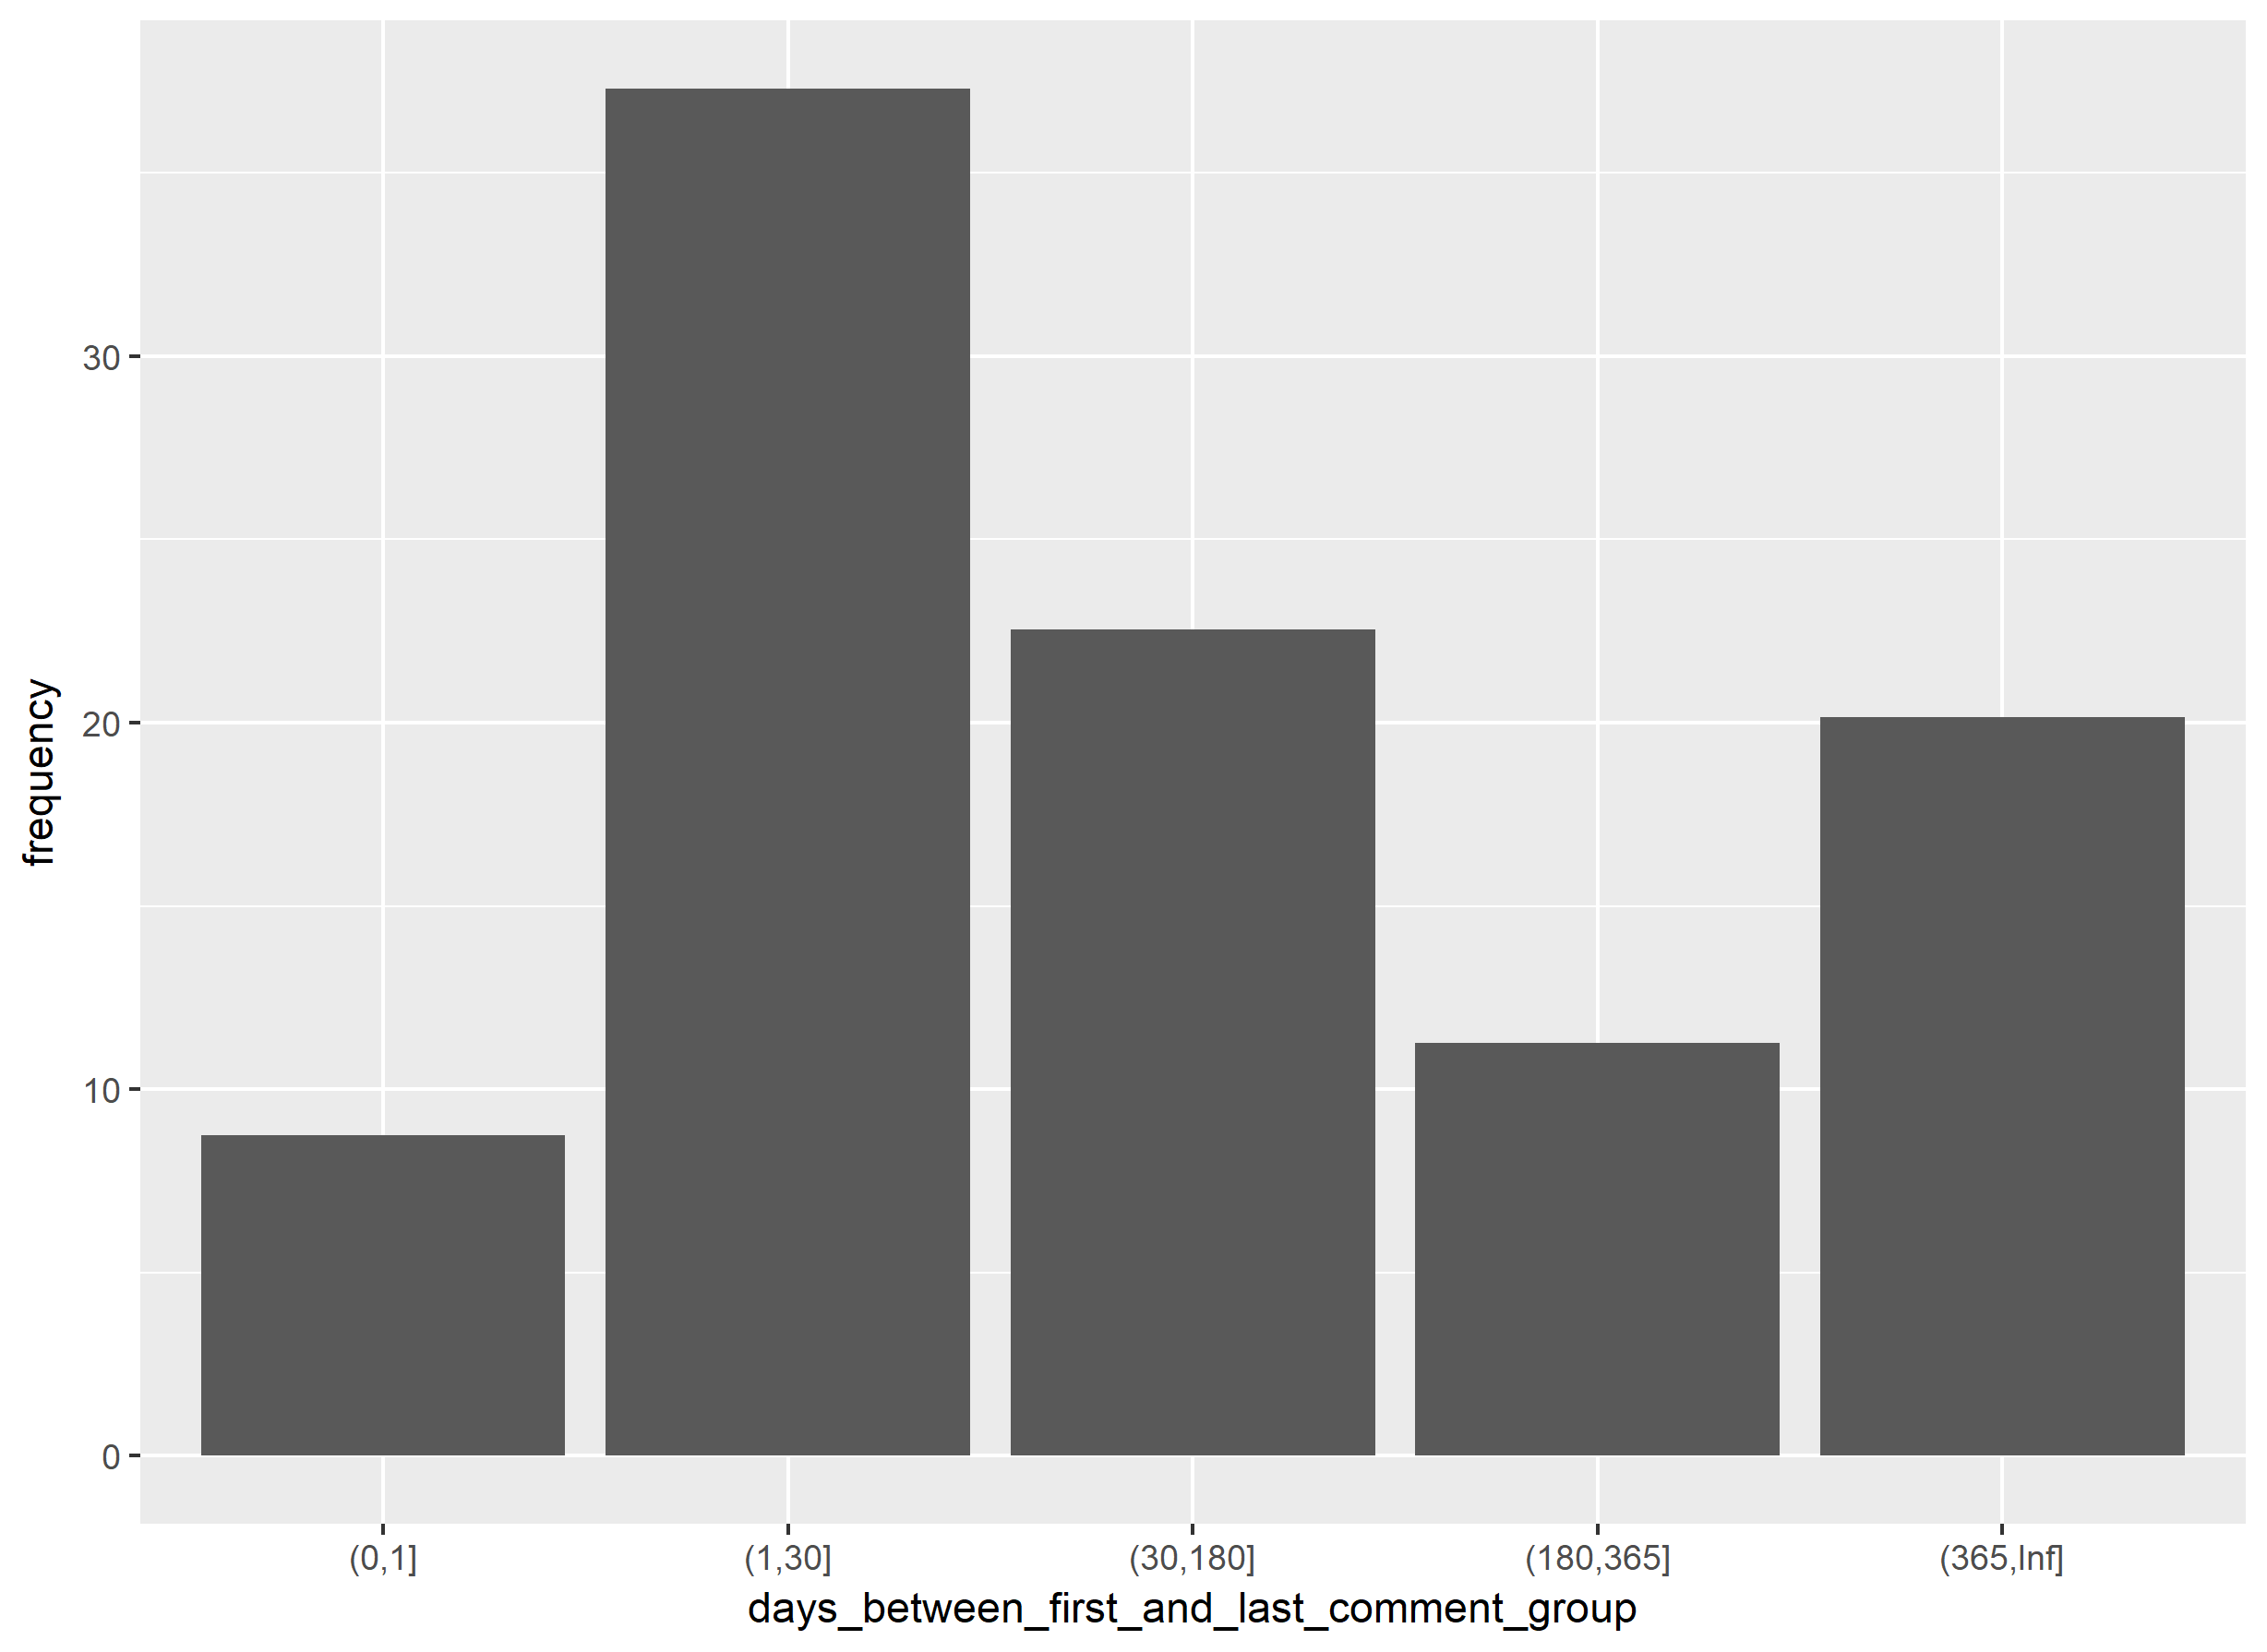 30
20
10
0
frequency
(0,1] (1,30] (30,180] (180,365] (365,Inf]
days_between_first_and_last_comment_group